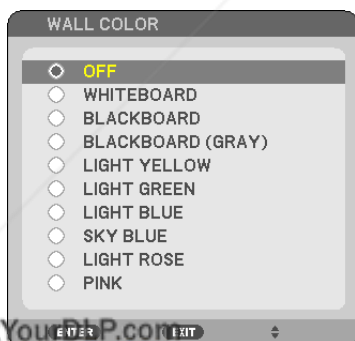 WALL COLOR
OFF
WHITEBOARD
BLACKBOARD
BLACKBOARD (GRAY)
LIGHT YELLOW
LIGHT GREEN
LIGHT BLUE
SKY BLUE
LIGHT ROSE
PINK
ENTER EXIT
YourDLP.com